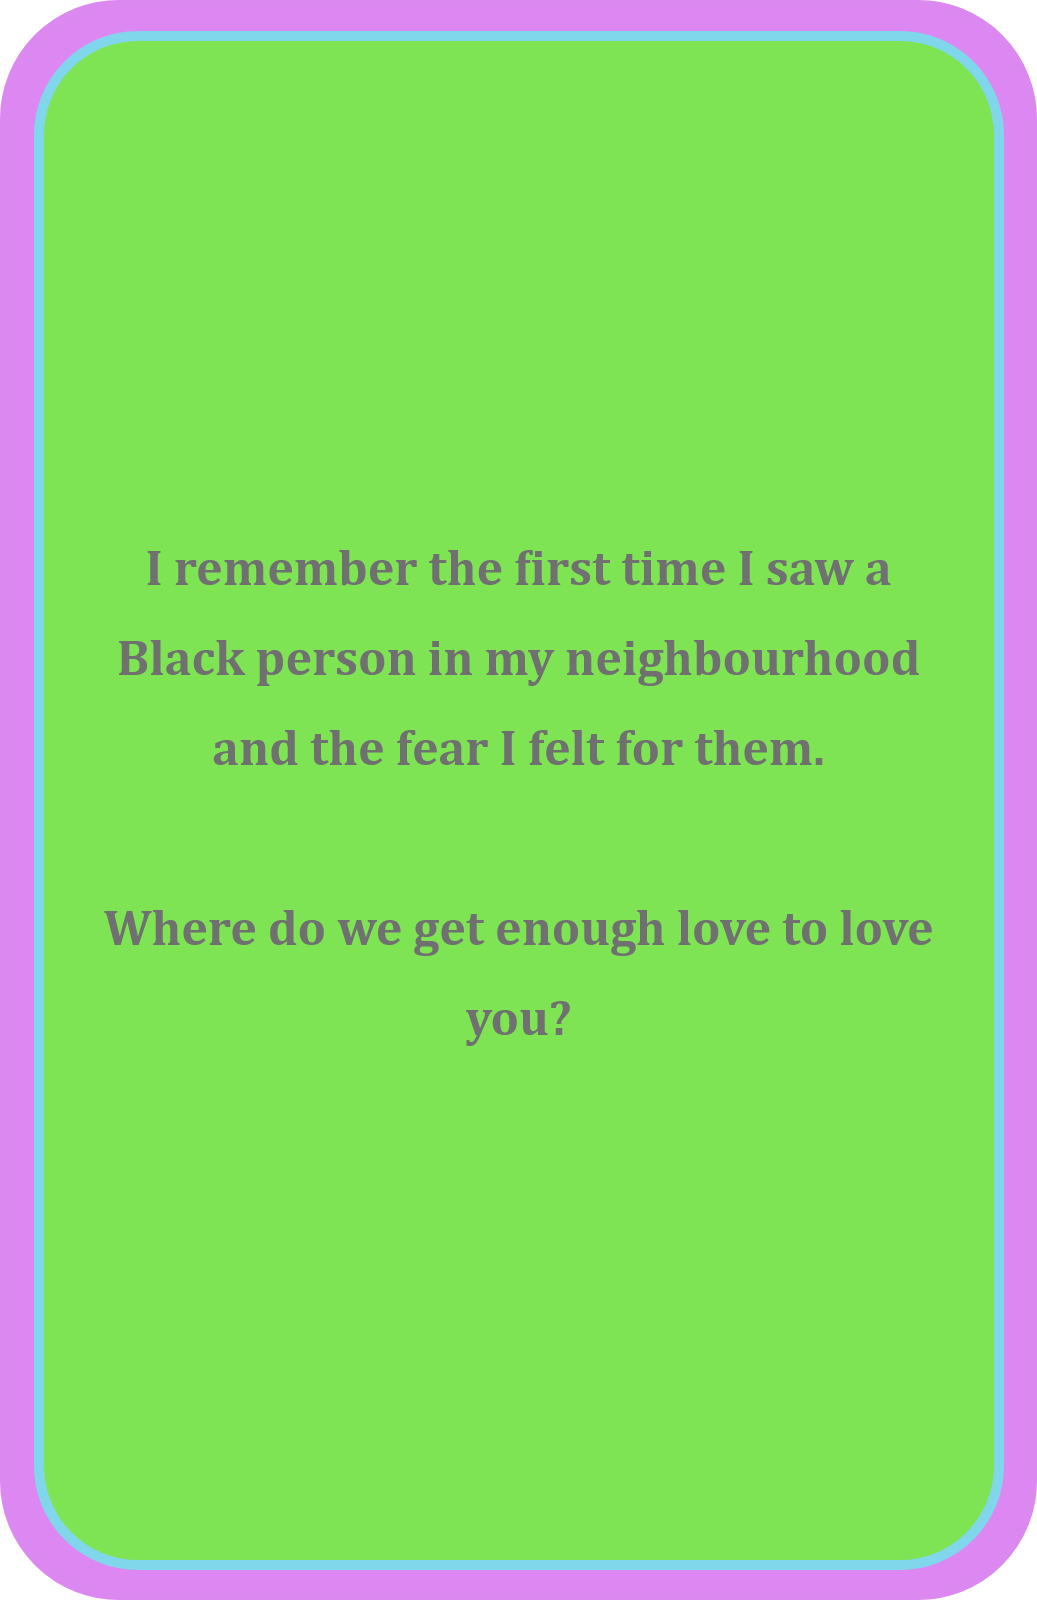 I remember the first time I saw a
Black person in my neighbourhood
and the fear I felt for them.
Where do we get enough love to love
you?